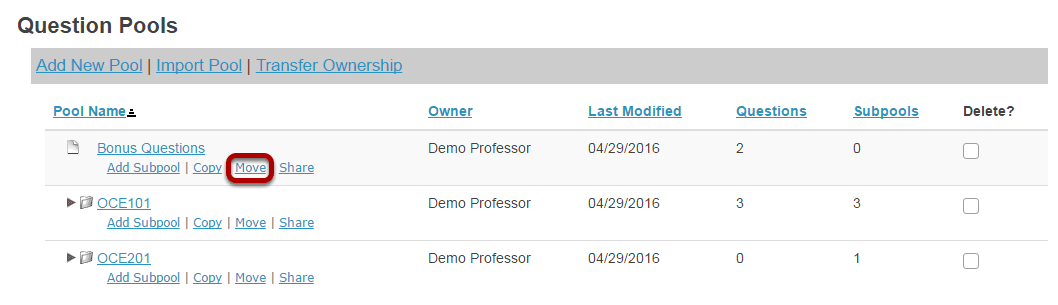 Question Pools
Add New Pool | Import Pool | Transfer Ownership
Pool Name Owner Last Modified Questions Subpools Delete?
Bonus Questions Demo Professor 04/29/2016 2 0
Add Subpool | Copy | Move | Share
OCE101 Demo Professor 04/29/2016 3 3
Add Subpool | Copy | Move | Share
OCE201 Demo Professor 04/29/2016 0 1
Add Subpool | Copy | Move | Share